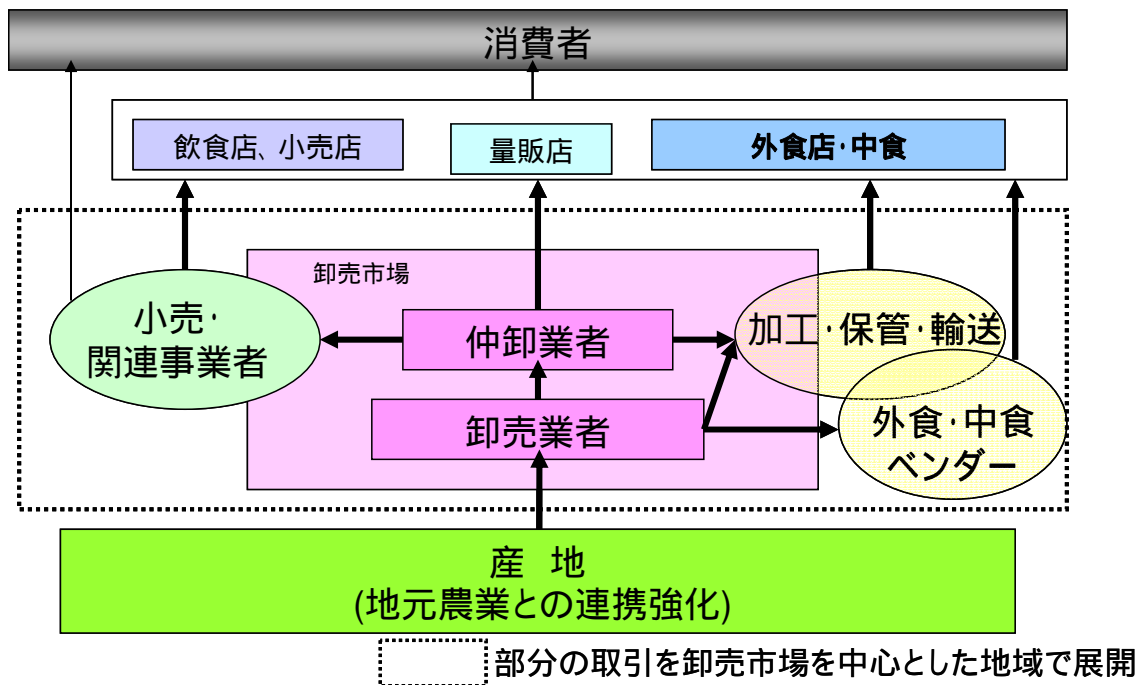 消費者
飲食店、小売店
量販店
外食店・中食
卸売市場
小売・
関連事業者
仲卸業者
加工・保管・輸送
卸売業者
外食・中食
ベンダー
産 地
(地元農業との連携強化)
部分の取引を卸売市場を中心とした地域で展開